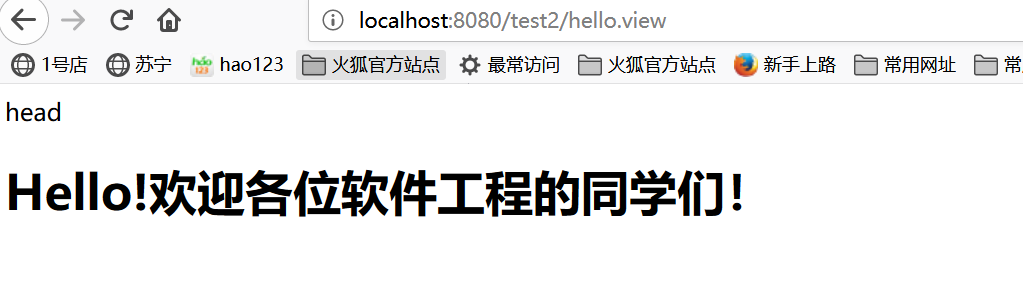 localhost:8080/test2/hello.view
1号店 苏宁 hao123 火狐官方站点 最常访问 火狐官方站点 新手上路 常用网址 常
head
Hello!欢迎各位软件工程的同学们!